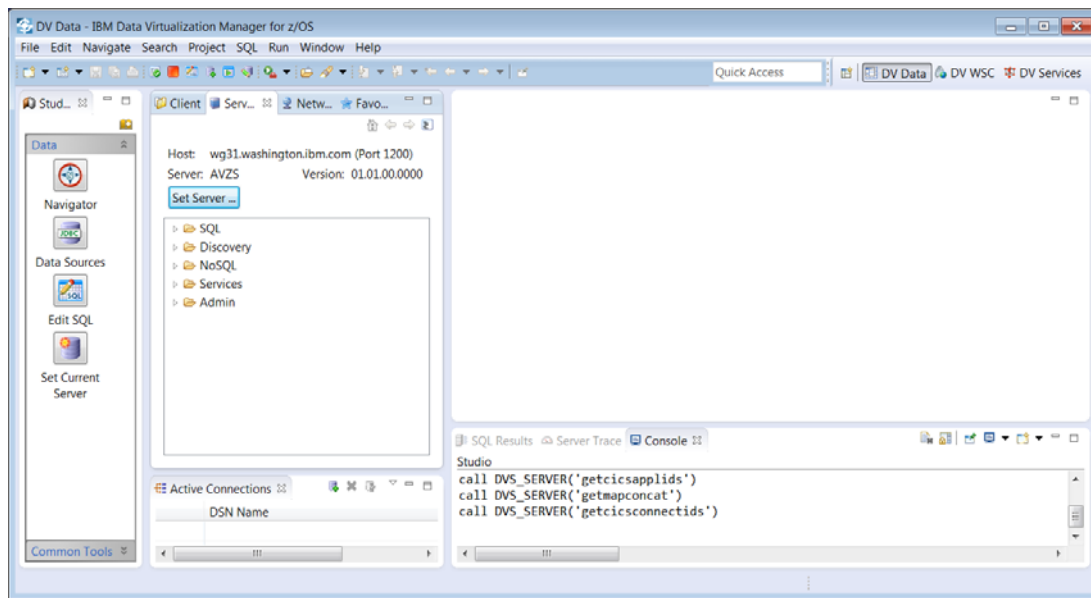 DV Data - IBM Data Virtualization Manager for z/OS
File Edit Navigate Search Project SQL Run Window Help
Quick Access
DV Data
DV WSC
DV Services
Stud...
Data
Navigator
JDBC
Data Sources
SQL
Edit SQL
Set Current
Server
Common Tools
Client
Serv...
Netw...
Favo...
Host: wg31.washington.ibm.com (Port 1200)
Server: AVZS Version: 01.01.00.0000
Set Server ...
SQL
Discovery
NoSQL
Services
Admin
Active Connections
DSN Name
SQL Results
Server Trace
Console
Studio
call DVS_SERVER('getcicsapplids')
call DVS_SERVER('getmapconcat')
call DVS_SERVER('getcicsconnectids')